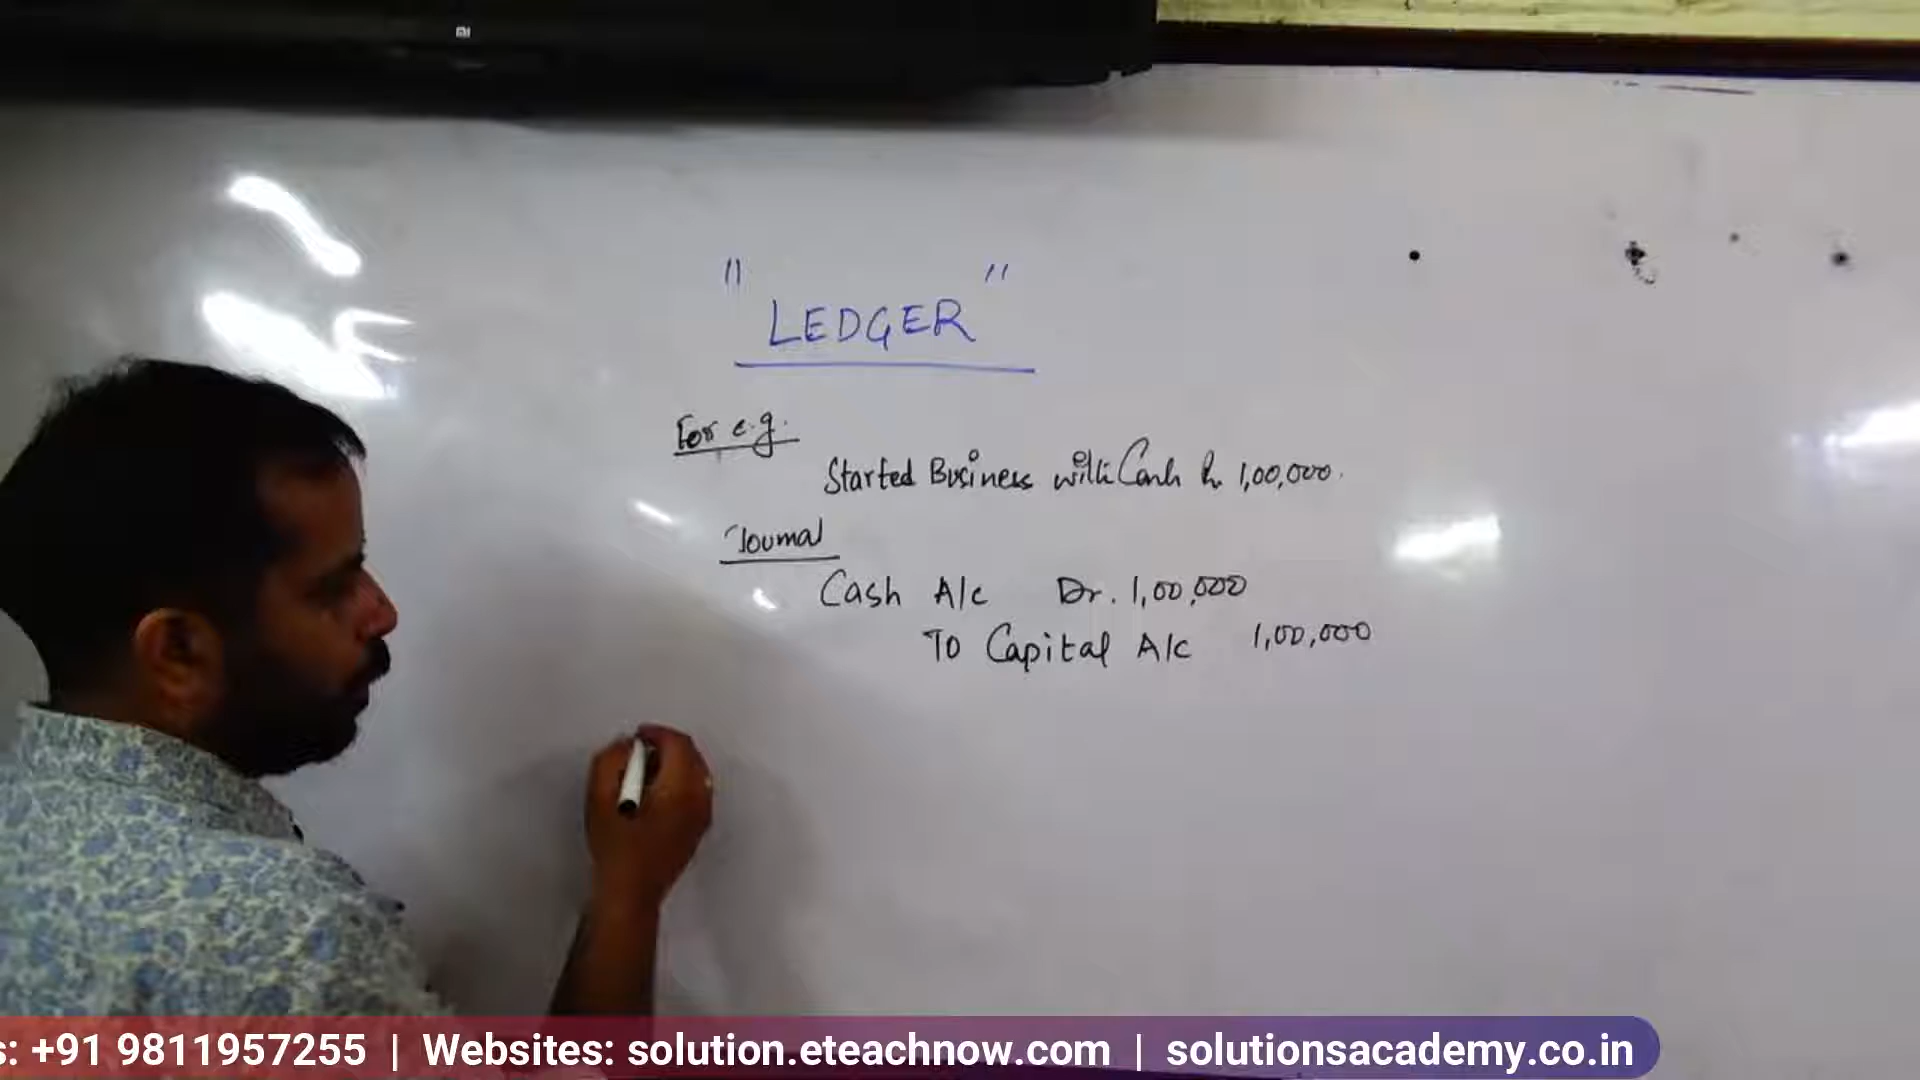 mi
" LEDGER "
For e.g.
Started Business with Cash Rs 1,00,000.
Journal
Cash A/c Dr. 1,00,000
To Capital A/c 1,00,000
s: +91 9811957255 | Websites: solution.eteachnow.com | solutionsacademy.co.in